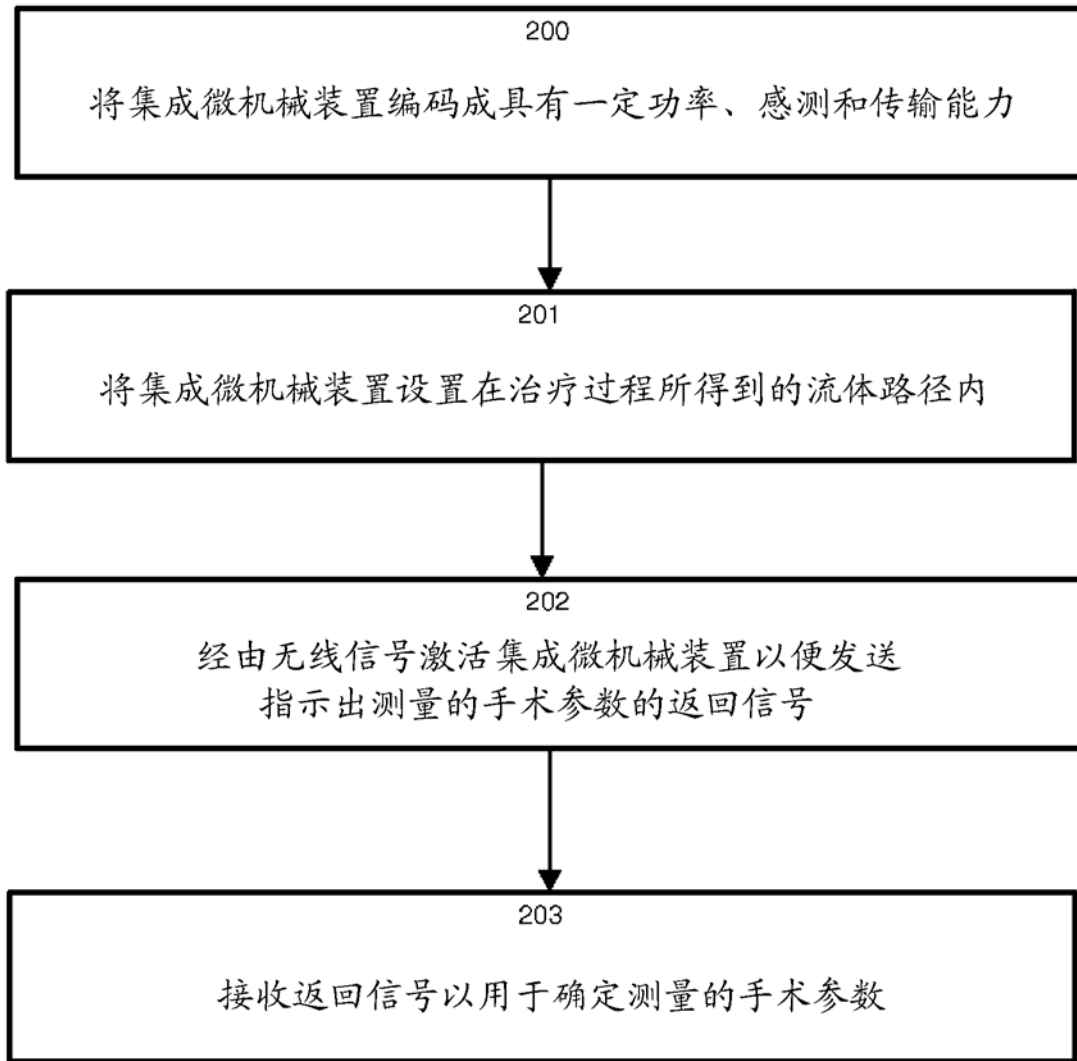 200
将集成微机械装置编码成具有一定功率、感测和传输能力
201
将集成微机械装置设置在治疗过程所得到的流体路径内
202
经由无线信号激活集成微机械装置以便发送
指示出测量的手术参数的返回信号
203
接收返回信号以用于确定测量的手术参数